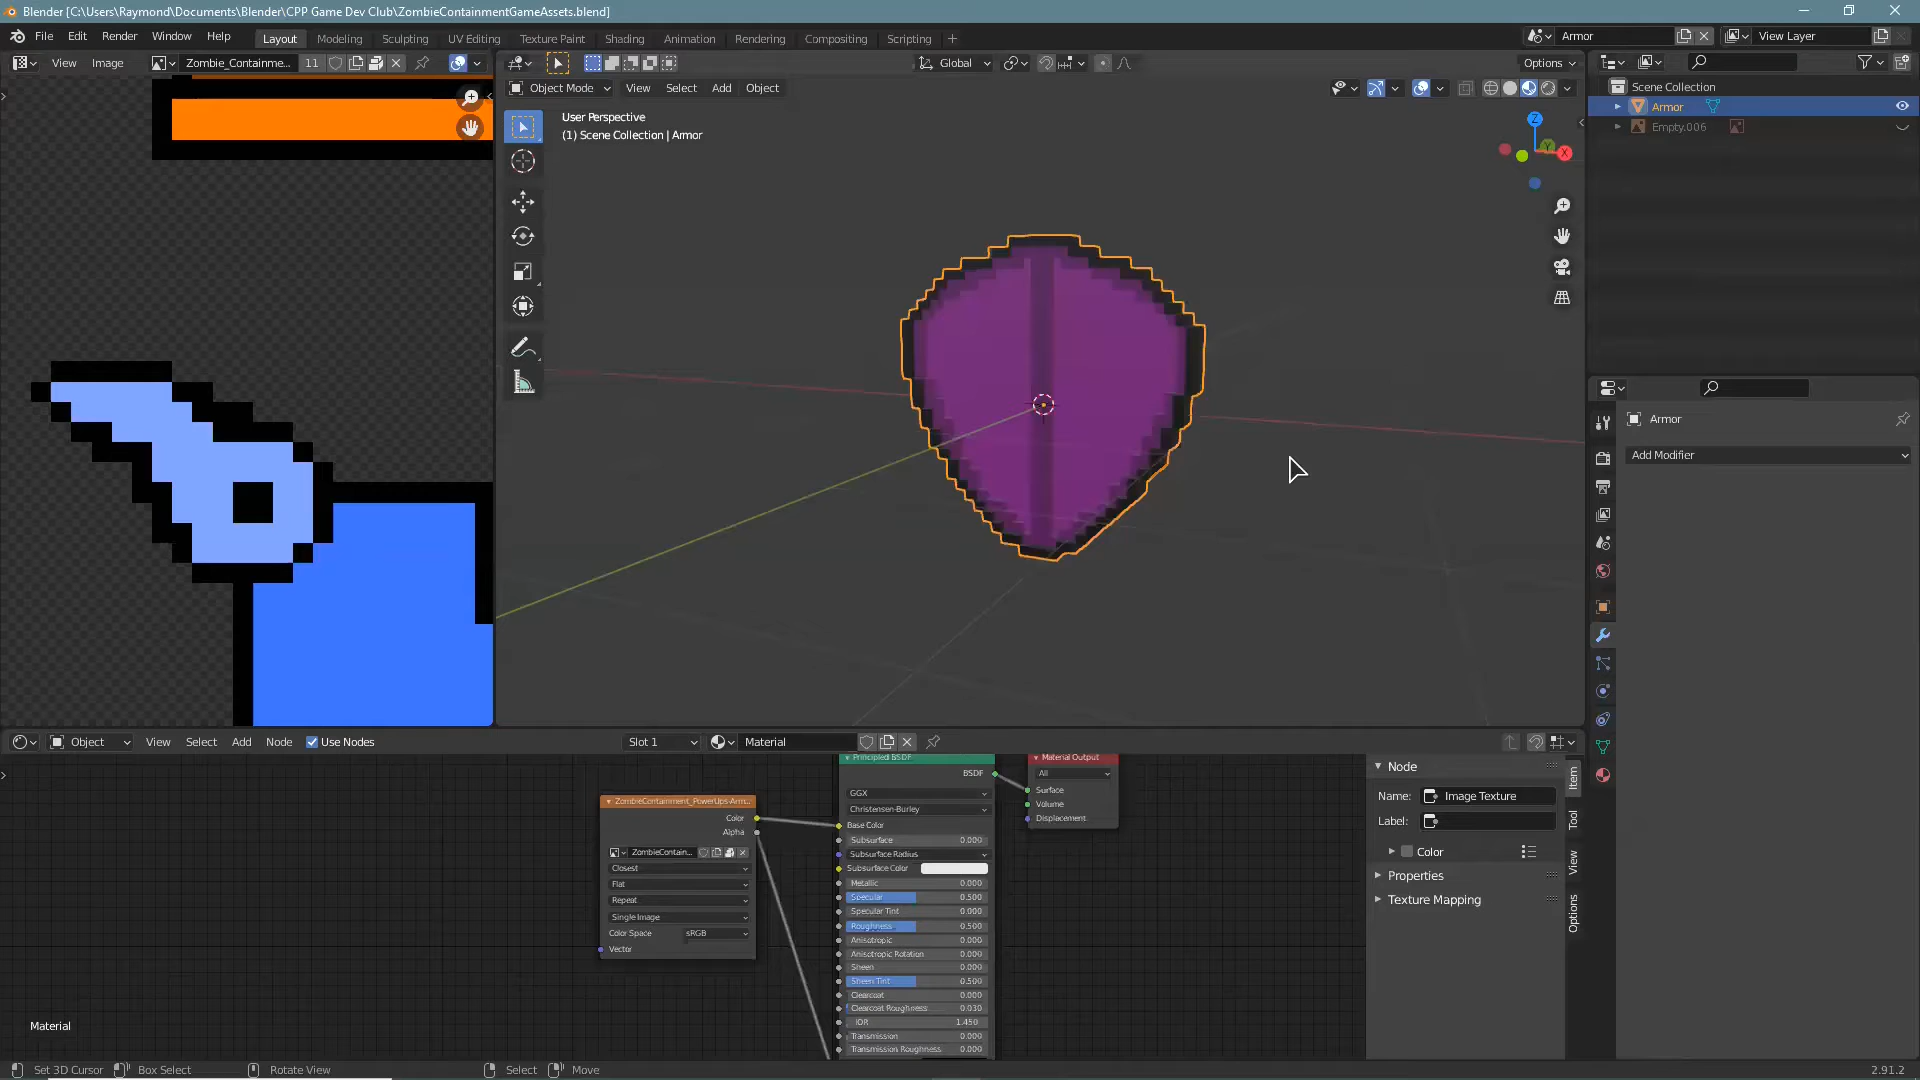 Blender [C:\Users\Raymond\Documents\Blender\CPP Game Dev Club\ZombieContainmentGameAssets.blend]
File Edit Render Window Help
Layout Modeling Sculpting UV Editing Texture Paint Shading Animation Rendering Compositing Scripting
Armor
View Layer
View Image
Zombie_Containme...
11
Global
Options
Object Mode
View Select Add Object
User Perspective
(1) Scene Collection | Armor
Z
Y
X
Scene Collection
Armor
Empty.006
Armor
Add Modifier
Object
View Select Add Node
Use Nodes
Slot 1
Material
ZombieContainment_PowerUps-Arm...
Color
Alpha
ZombieContain...
Closest
Flat
Repeat
Single Image
Color Space sRGB
Vector
Principled BSDF
BSDF
GGX
Christensen-Burley
Base Color
Subsurface 0.000
Subsurface Radius
Subsurface Color
Metallic 0.000
Specular 0.500
Specular Tint 0.000
Roughness 0.500
Anisotropic 0.000
Anisotropic Rotation 0.000
Sheen 0.000
Sheen Tint 0.500
Clearcoat 0.000
Clearcoat Roughness 0.030
IOR 1.450
Transmission 0.000
Transmission Roughness 0.000
Material Output
All
Surface
Volume
Displacement
Node
Name: Image Texture
Label:
Color
Properties
Texture Mapping
Item
Tool
View
Options
Material
Set 3D Cursor
Box Select
Rotate View
Select
Move
2.91.2